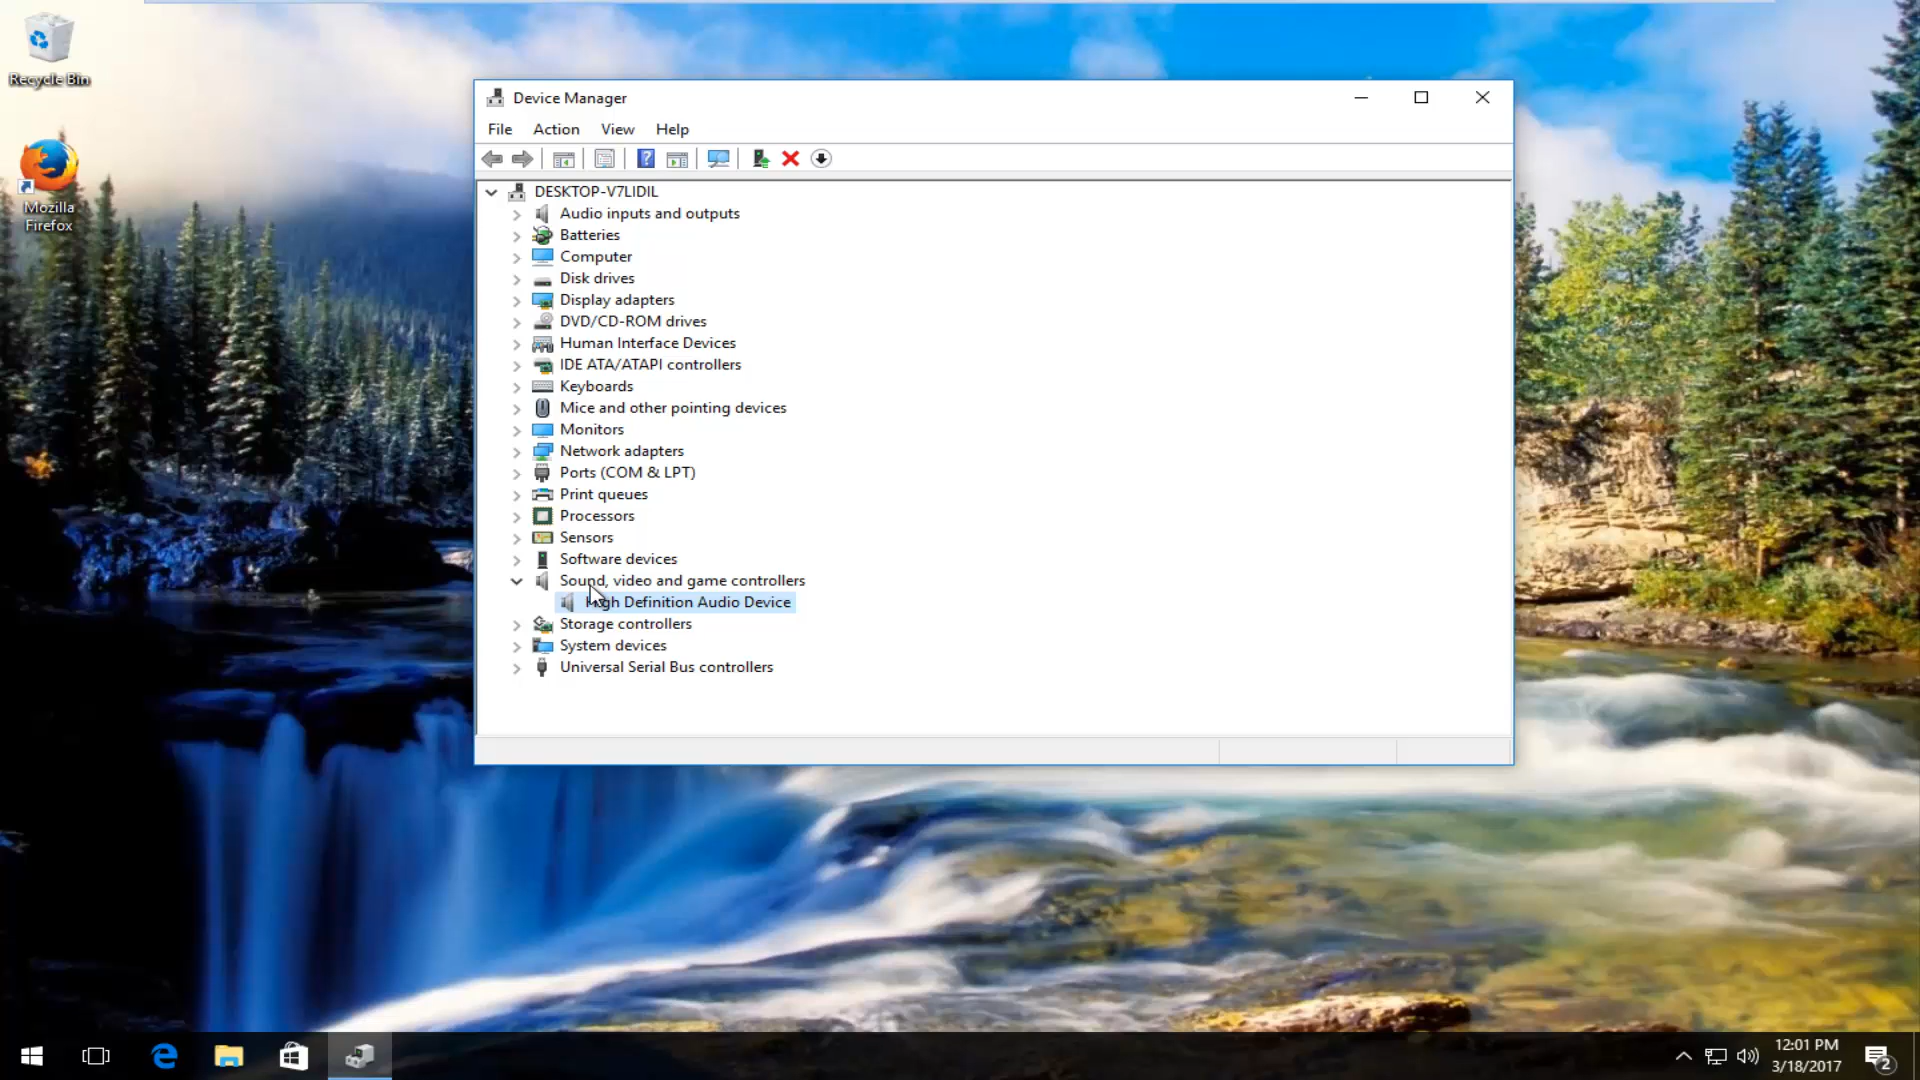 Recycle Bin
Mozilla
Firefox
Device Manager
File Action View Help
DESKTOP-V7LIDIL
Audio inputs and outputs
Batteries
Computer
Disk drives
Display adapters
DVD/CD-ROM drives
Human Interface Devices
IDE ATA/ATAPI controllers
Keyboards
Mice and other pointing devices
Monitors
Network adapters
Ports (COM & LPT)
Print queues
Processors
Sensors
Software devices
Sound, video and game controllers
High Definition Audio Device
Storage controllers
System devices
Universal Serial Bus controllers
12:01 PM
3/18/2017
2